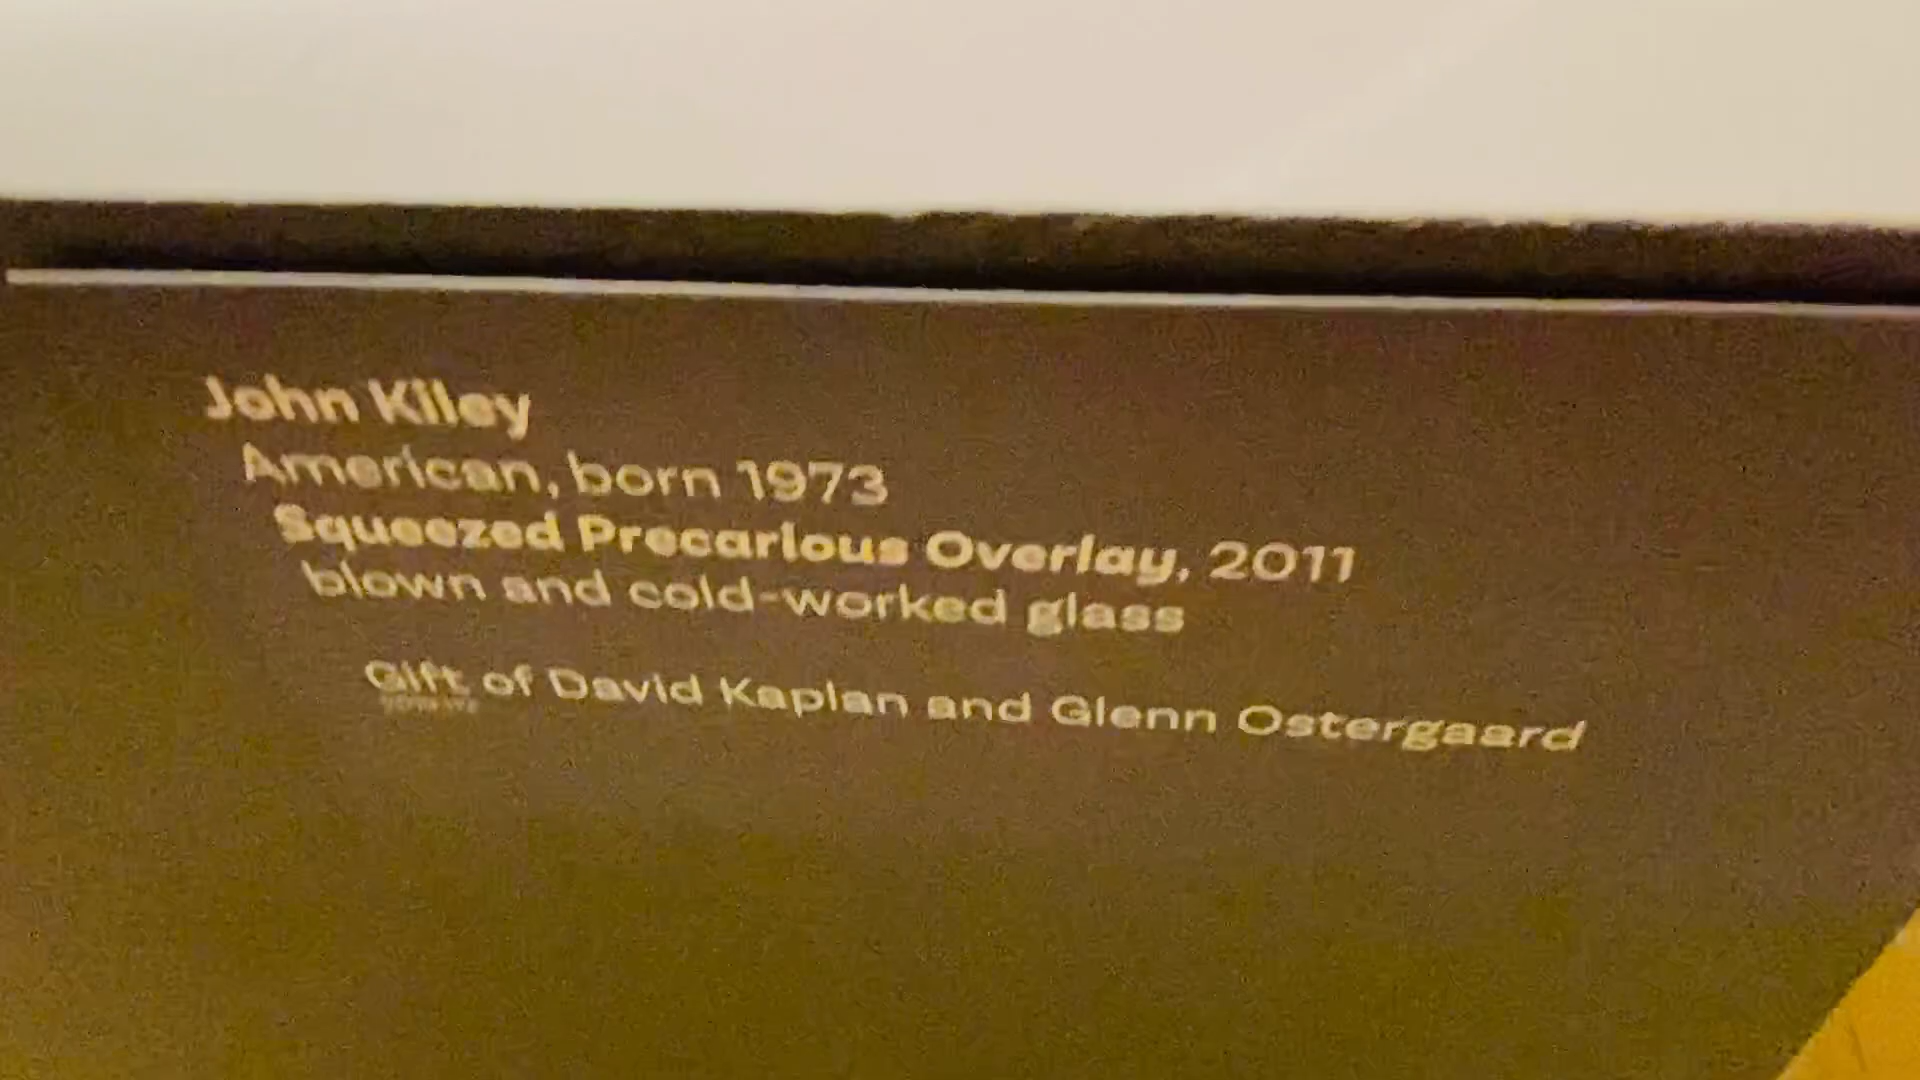 John Kiley
American, born 1973
Squeezed Precarious Overlay, 2011
blown and cold-worked glass
Gift of David Kaplan and Glenn Ostergaard